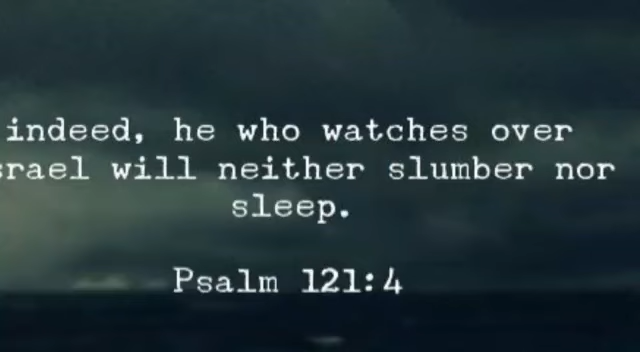 indeed, he who watches over
srael will neither slumber nor
sleep.
Psalm 121:4